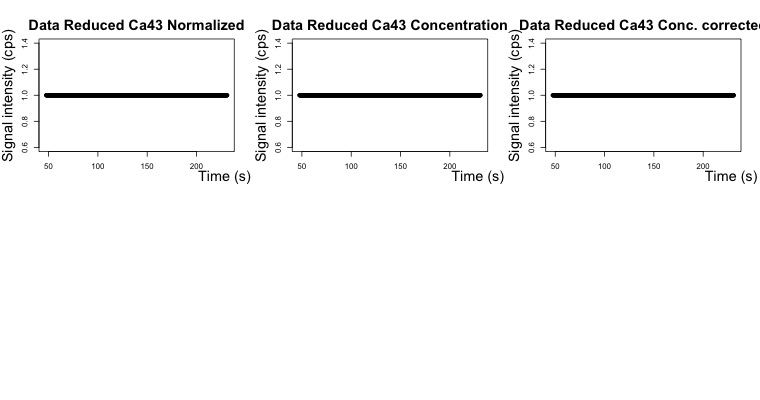 Data Reduced Ca43 Normalized
Signal intensity (cps)
1.4
1.2
1.0
0.8
0.6
50 100 150 200
Time (s)
Data Reduced Ca43 Concentration
Signal intensity (cps)
1.4
1.2
1.0
0.8
0.6
50 100 150 200
Time (s)
Data Reduced Ca43 Conc. corrected
Signal intensity (cps)
1.4
1.2
1.0
0.8
0.6
50 100 150 200
Time (s)